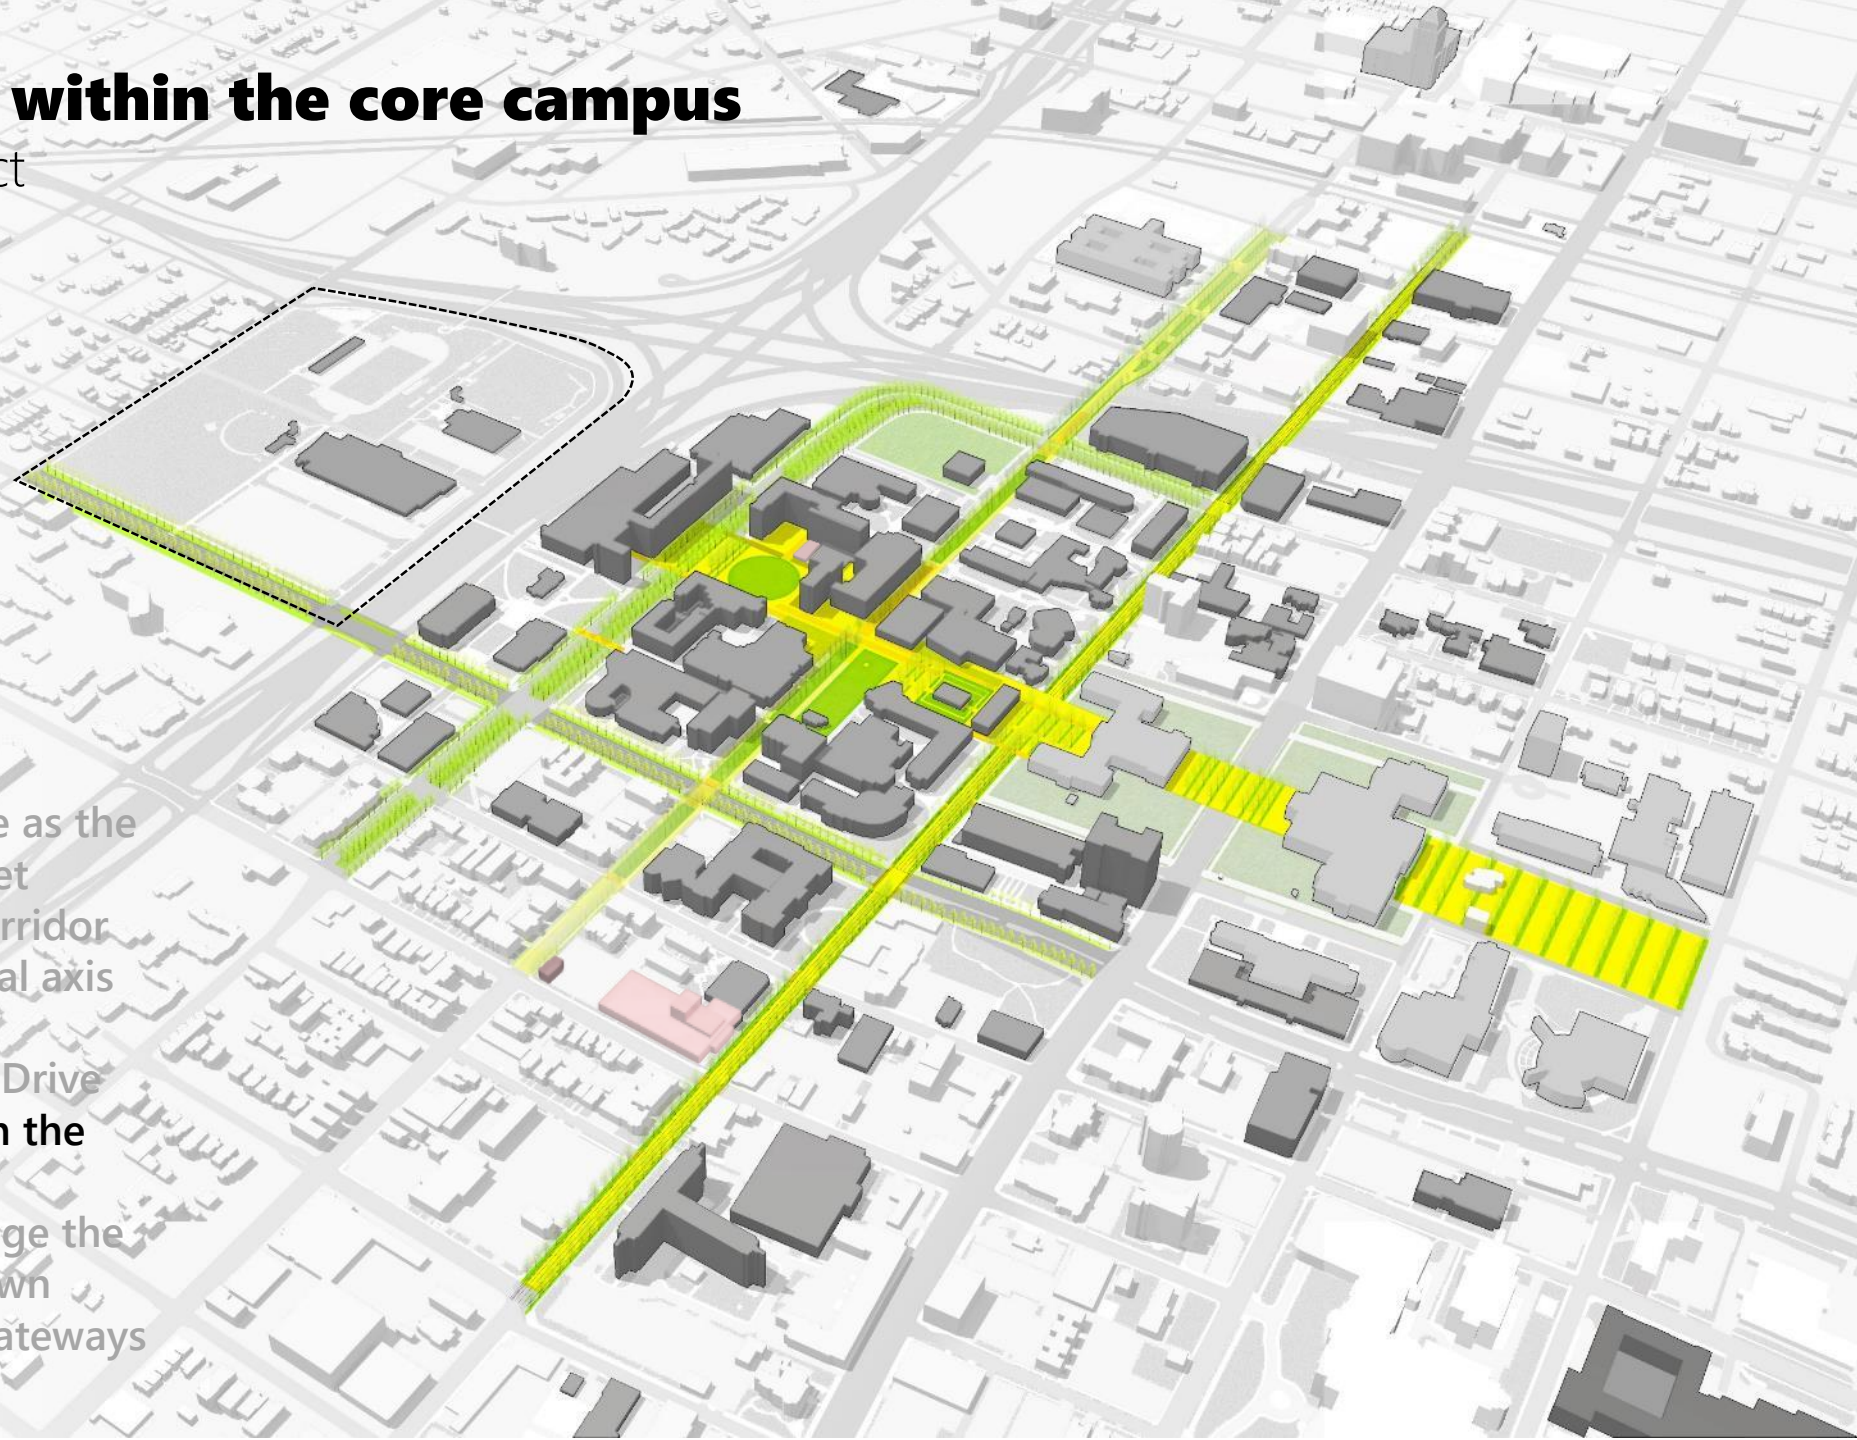 within the core campus
ct
e as the
et
rridor
al axis
Drive
n the
ge the
wn
ateways